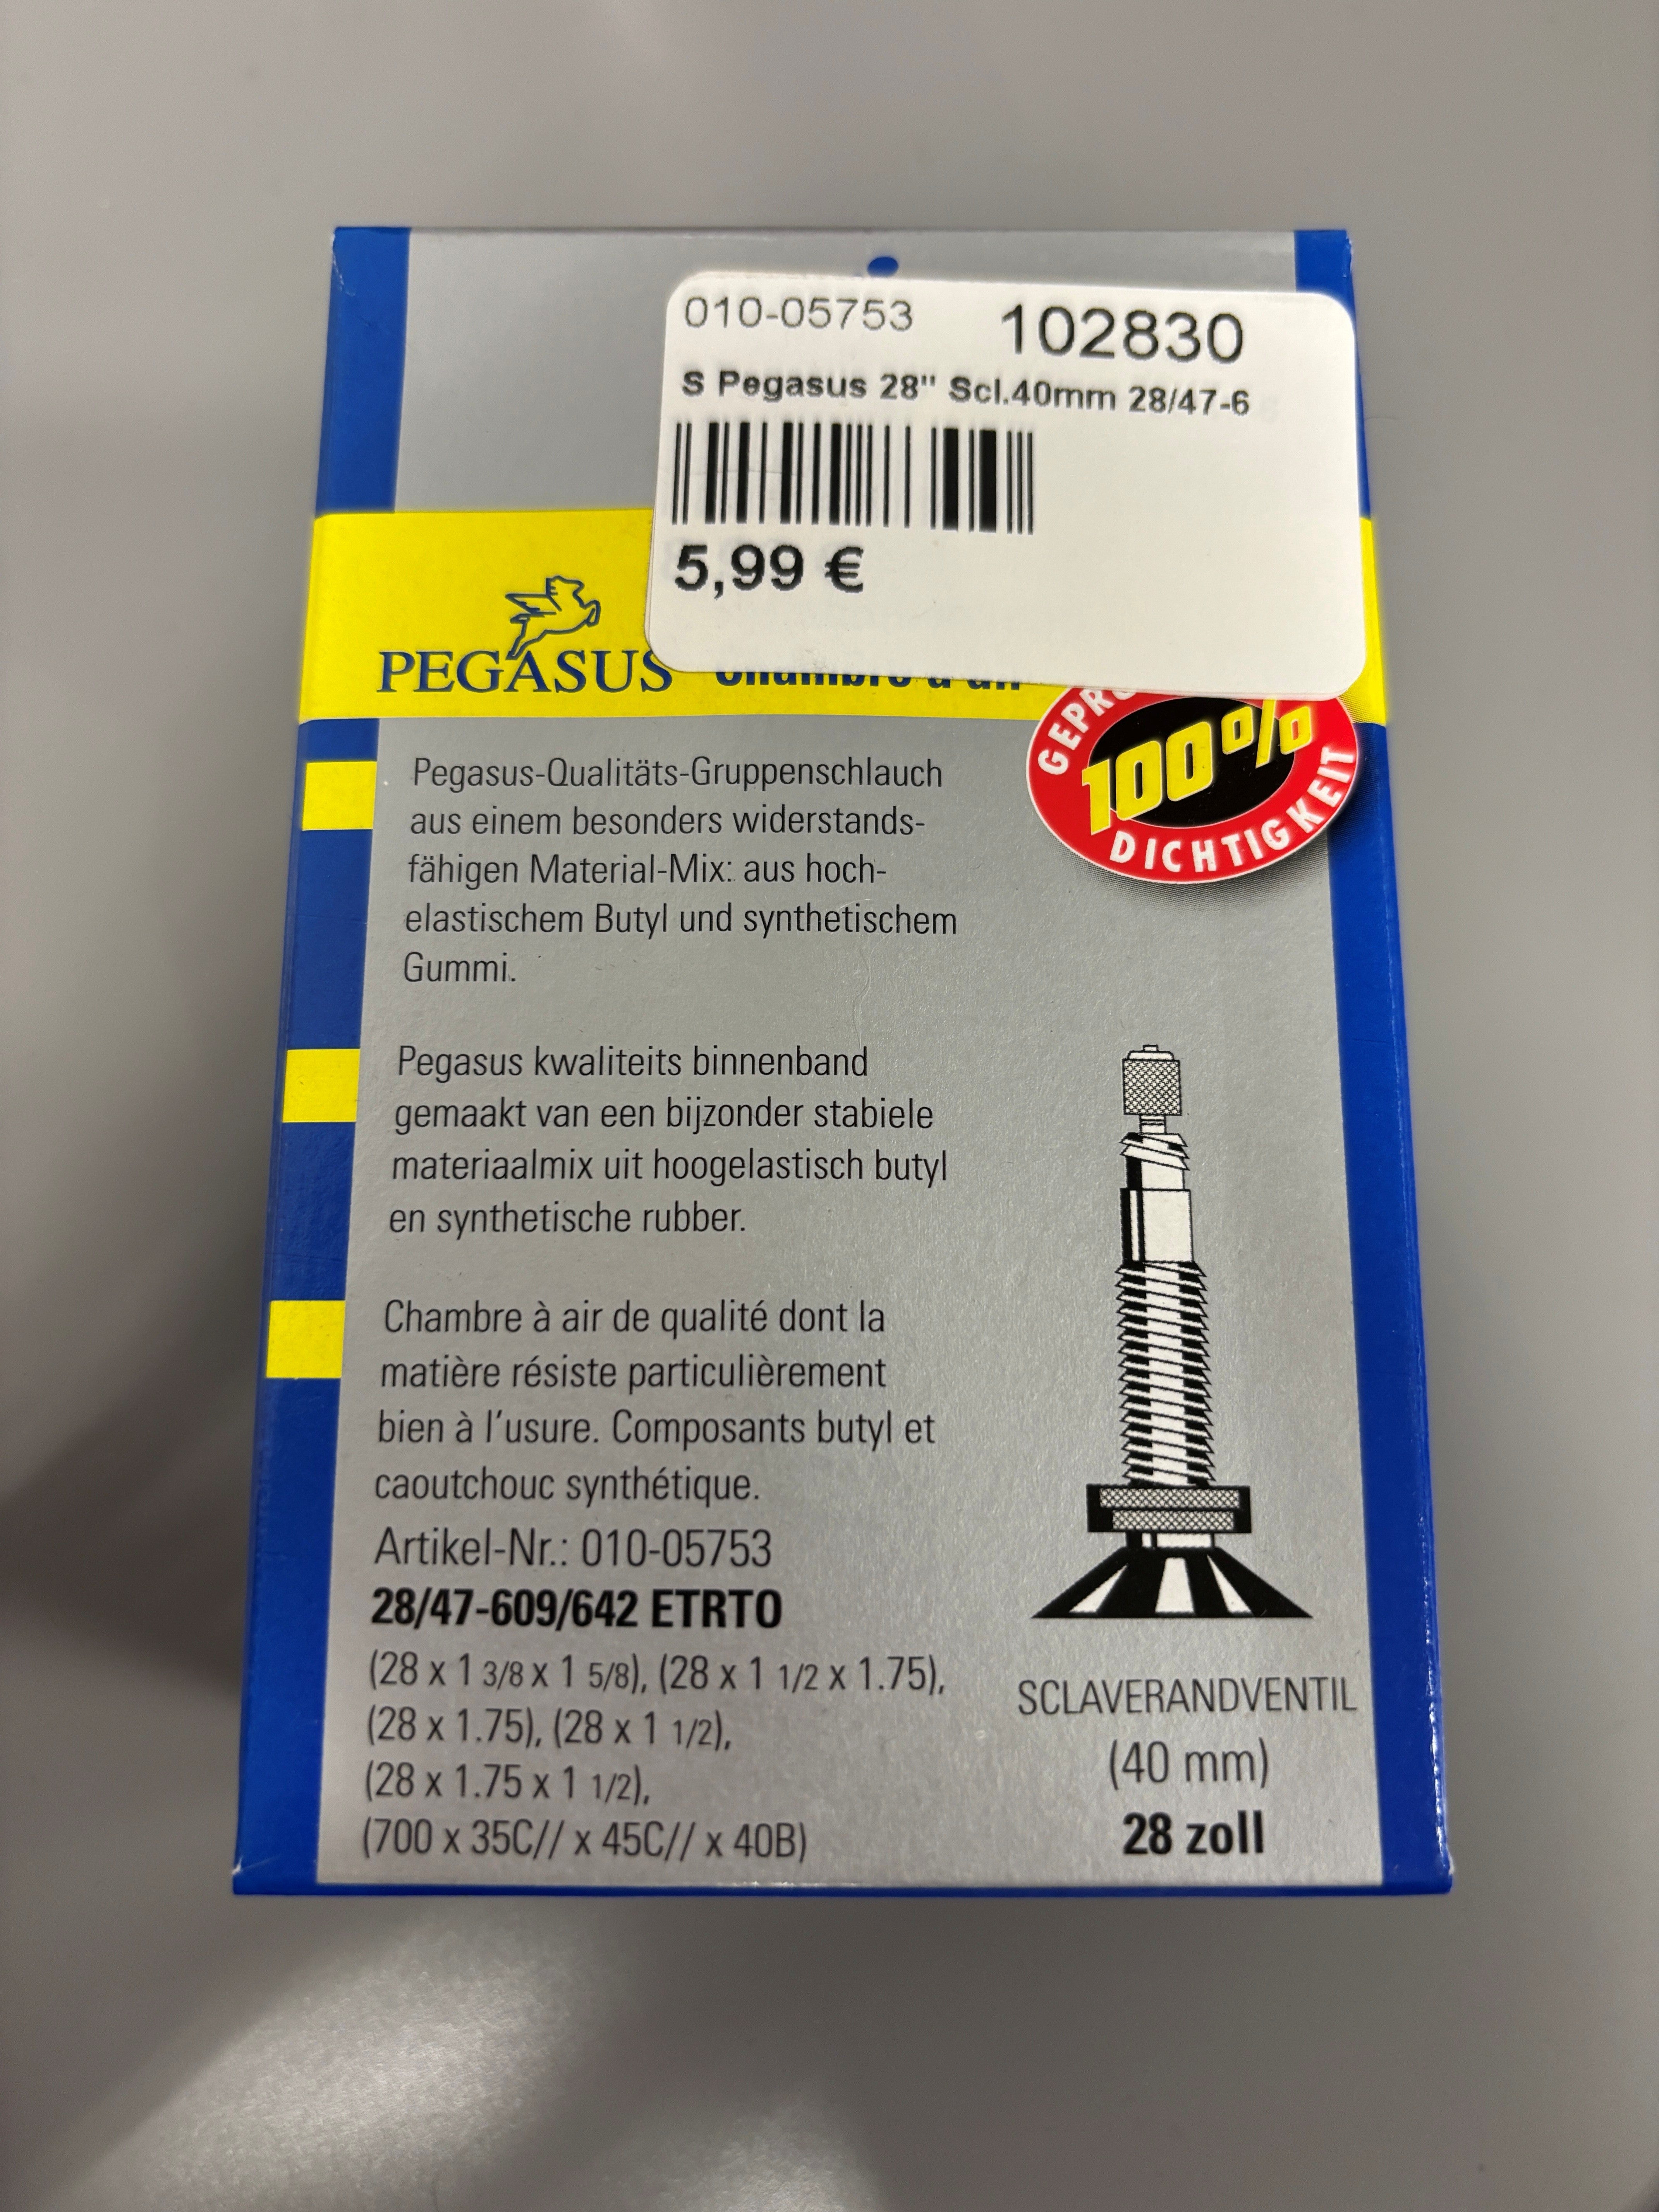 010-05753 102830
S Pegasus 28" Scl.40mm 28/47-6
5,99 €
PEGASUS
100%
DICHTIGKEIT
Pegasus-Qualitäts-Gruppenschlauch
aus einem besonders widerstands-
fähigen Material-Mix: aus hoch-
elastischem Butyl und synthetischem
Gummi.
Pegasus kwaliteits binnenband
gemaakt van een bijzonder stabiele
materiaalmix uit hoogelastisch butyl
en synthetische rubber.
Chambre à air de qualité dont la
matière résiste particulièrement
bien à l'usure. Composants butyl et
caoutchouc synthétique.
Artikel-Nr.: 010-05753
28/47-609/642 ETRTO
(28 x 1 3/8 x 1 5/8), (28 x 1 1/2 x 1.75),
(28 x 1.75), (28 x 1 1/2),
(28 x 1.75 x 1 1/2),
(700 x 35C// x 45C// x 40B)
SCLAVERANDVENTIL
(40 mm)
28 zoll